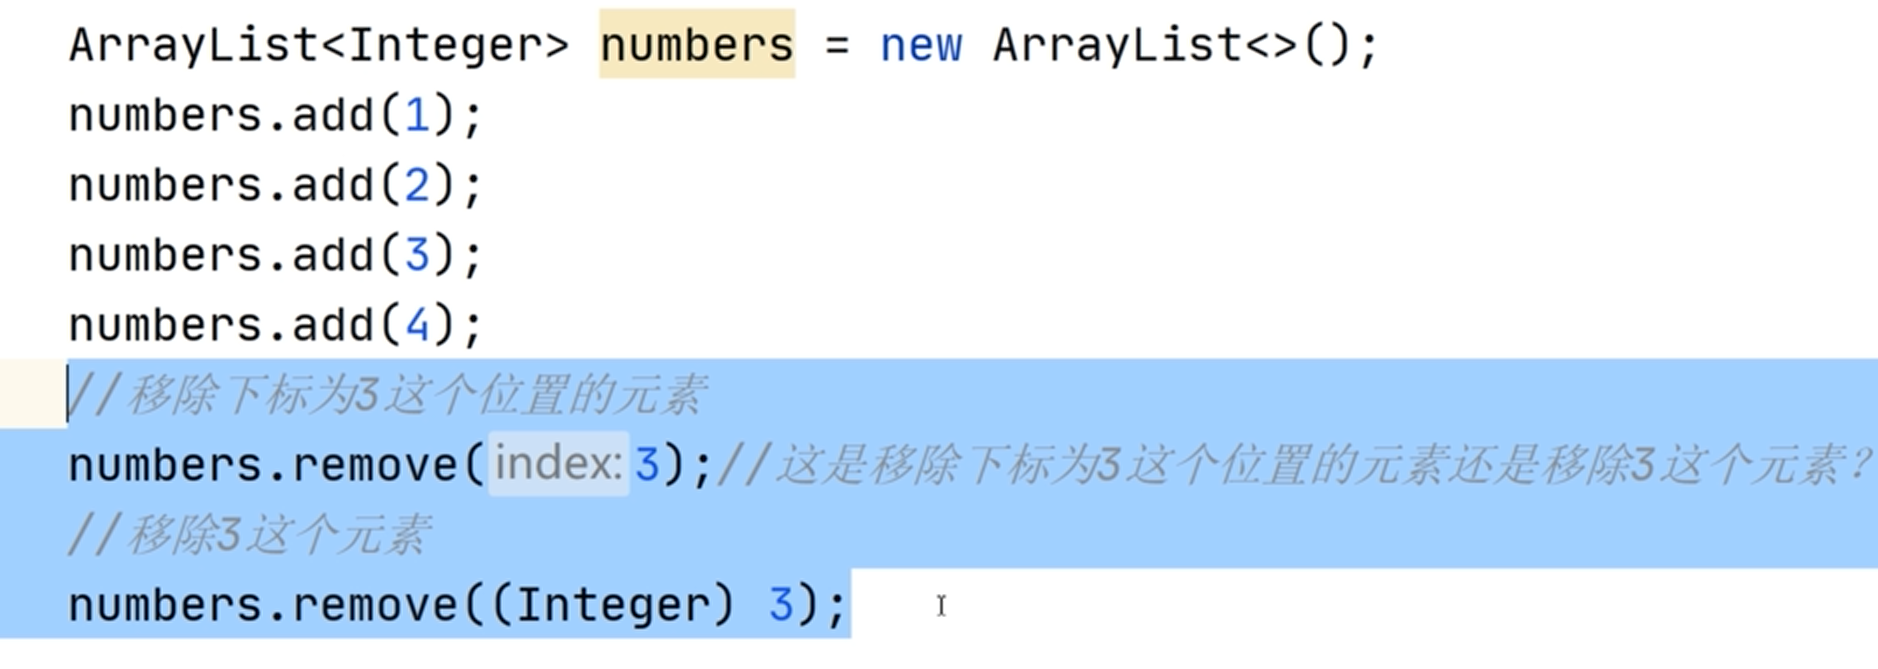 ArrayList<Integer> numbers = new ArrayList<>();
numbers.add(1);
numbers.add(2);
numbers.add(3);
numbers.add(4);
//移除下标为3这个位置的元素
numbers.remove(index:3);//这是移除下标为3这个位置的元素还是移除3这个元素？
//移除3这个元素
numbers.remove((Integer) 3);